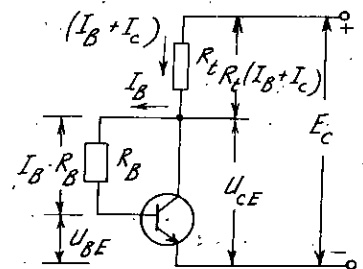 (I_B + I_c)
R_t
R_t(I_B+I_c)
+
I_B
E_c
I_B · R_B
R_B
U_CE
U_BE
−